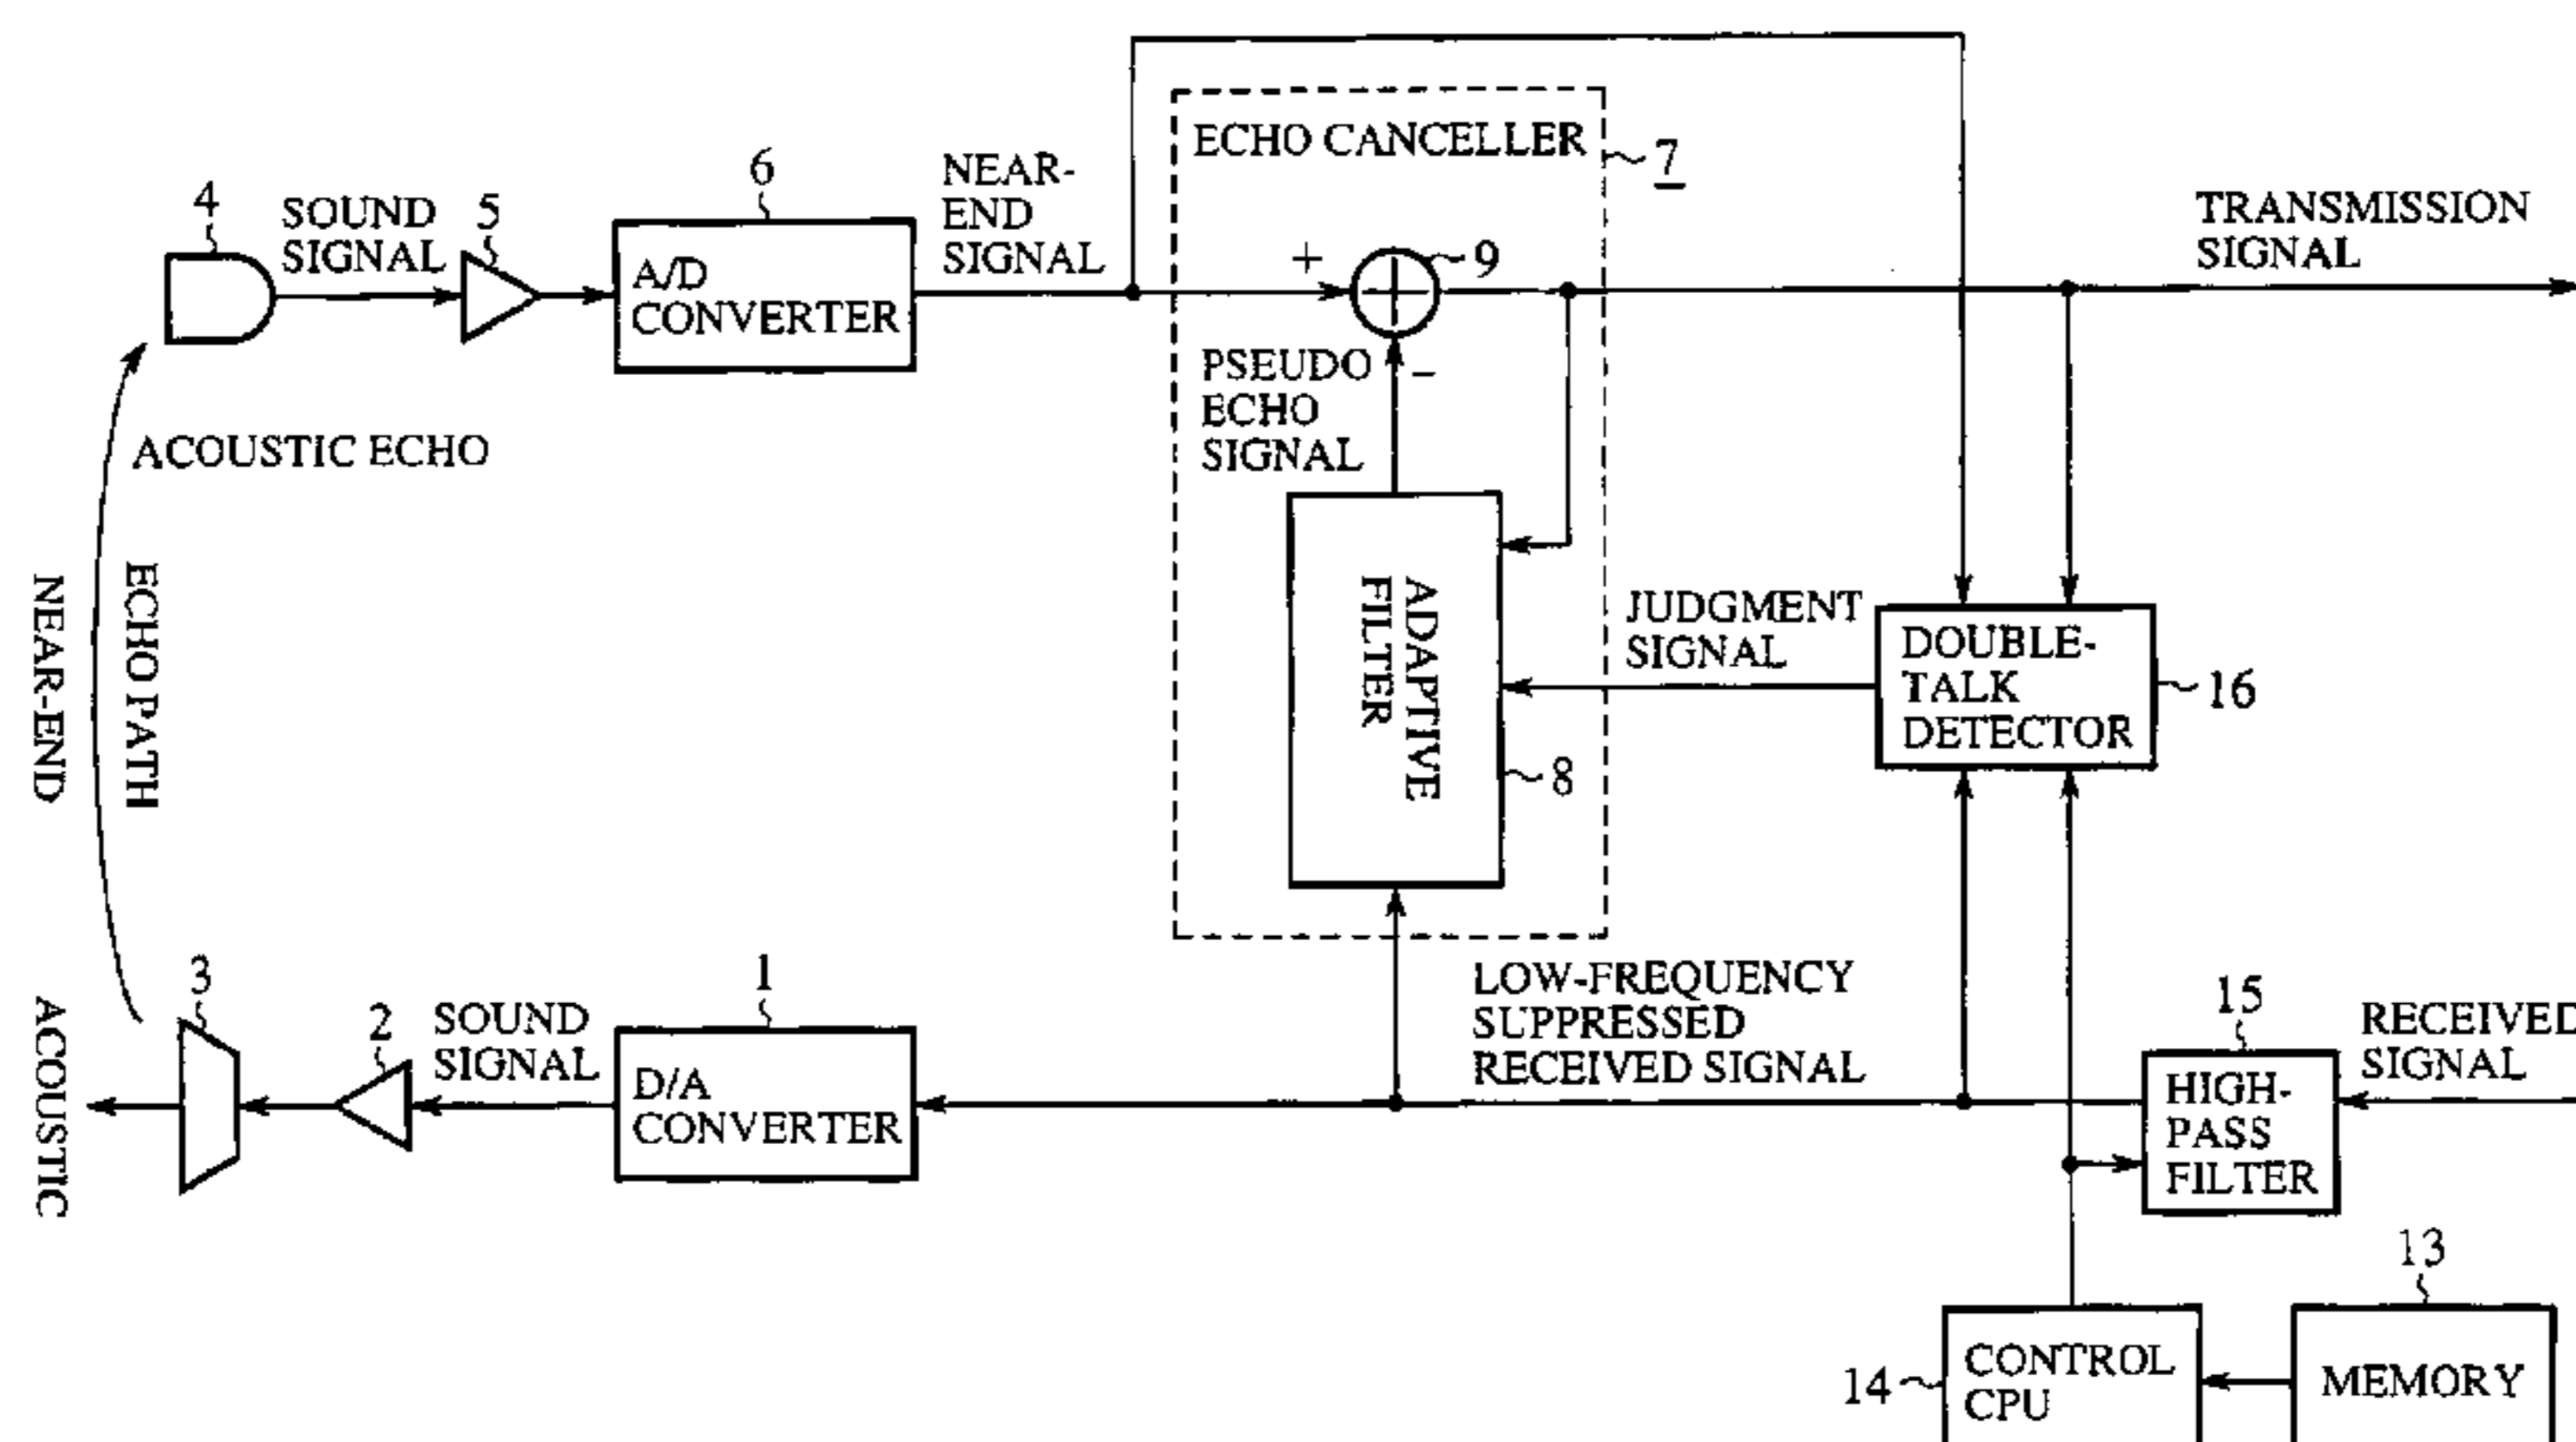 ECHO CANCELLER
7
6
NEAR-
END
SIGNAL
4
SOUND
SIGNAL
5
TRANSMISSION
SIGNAL
A/D
CONVERTER
+
9
PSEUDO
ECHO
SIGNAL
−
ACOUSTIC ECHO
NEAR-END
ECHO PATH
ADAPTIVE
FILTER
8
JUDGMENT
SIGNAL
DOUBLE-
TALK
DETECTOR
16
ACOUSTIC
3
2
SOUND
SIGNAL
1
D/A
CONVERTER
LOW-FREQUENCY
SUPPRESSED
RECEIVED SIGNAL
15
RECEIVED
SIGNAL
HIGH-
PASS
FILTER
13
14
CONTROL
CPU
MEMORY